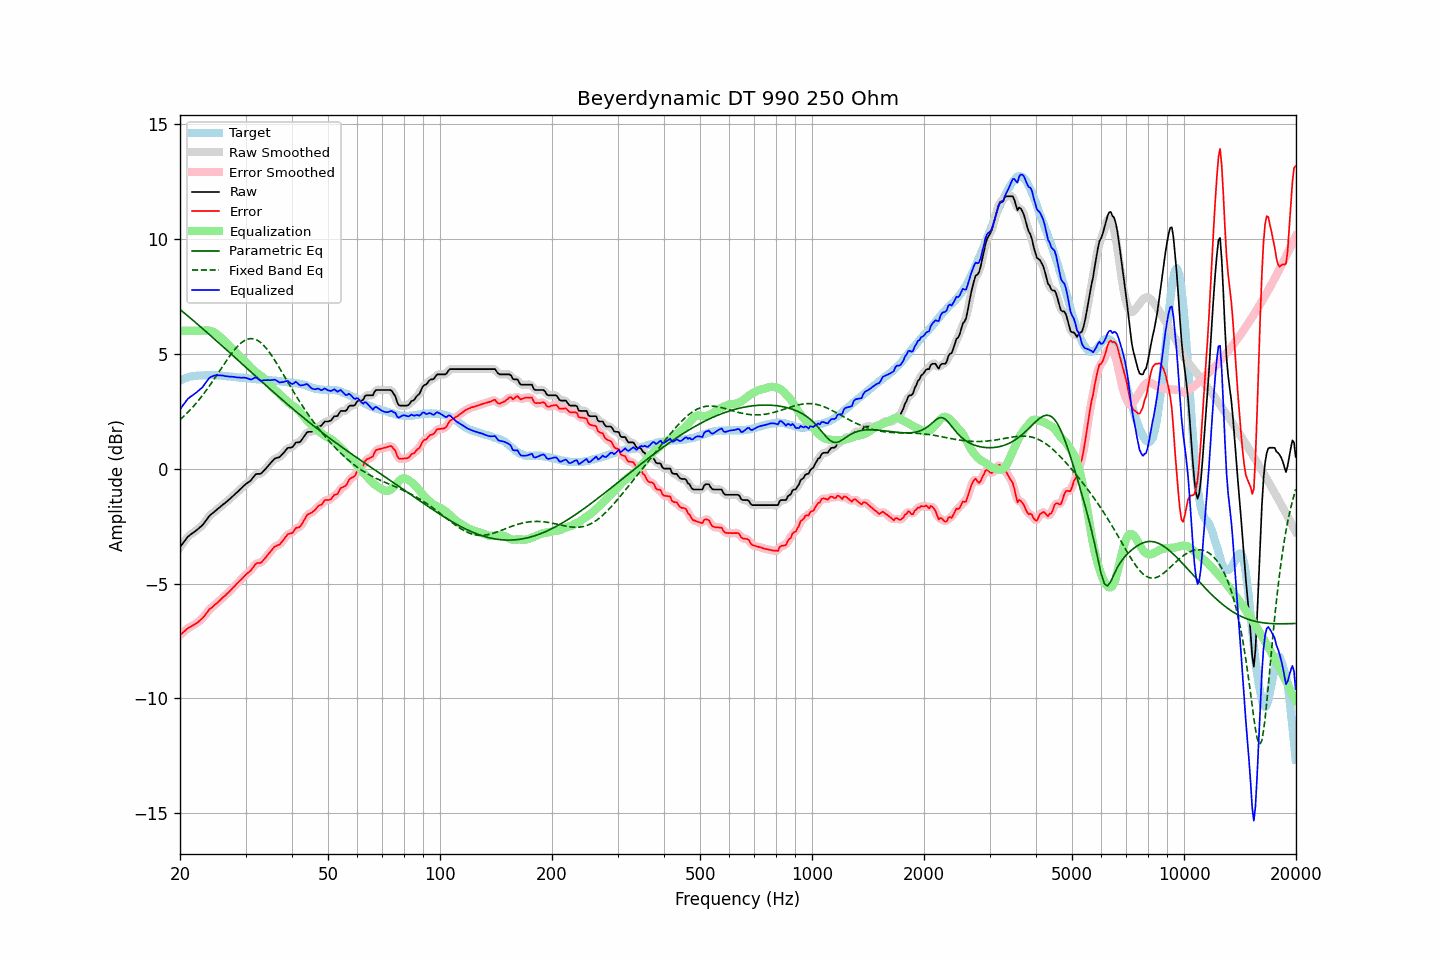 Beyerdynamic DT 990 250 Ohm
Target
Raw Smoothed
Error Smoothed
Raw
Error
Equalization
Parametric Eq
Fixed Band Eq
Equalized
15
10
5
0
−5
−10
−15
Amplitude (dBr)
20 50 100 200 500 1000 2000 5000 10000 20000
Frequency (Hz)